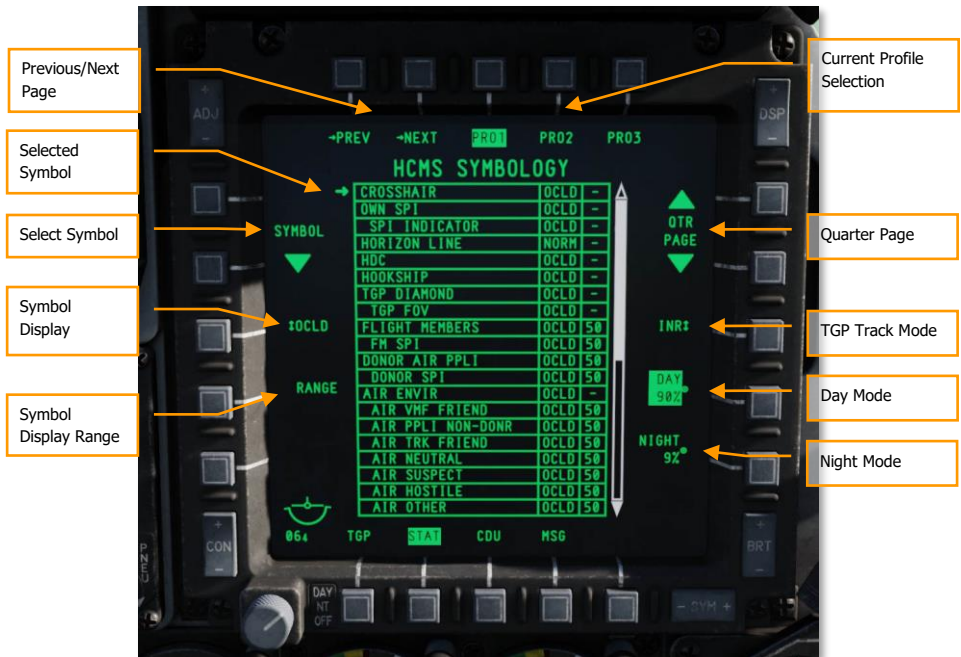 Previous/Next
Page
Current Profile
Selection
ADJ
DSP
→PREV →NEXT PRO1 PRO2 PRO3
HCMS SYMBOLOGY
Selected
Symbol
→ CROSSHAIR OCLD -
OWN SPI OCLD -
SPI INDICATOR OCLD -
HORIZON LINE NORM -
HDC OCLD -
HOOKSHIP OCLD -
TGP DIAMOND OCLD -
TGP FOV OCLD -
FLIGHT MEMBERS OCLD 50
FM SPI OCLD 50
DONOR AIR PPLI OCLD 50
DONOR SPI OCLD 50
AIR ENVIR OCLD -
AIR VMF FRIEND OCLD 50
AIR PPLI NON-DONR OCLD 50
AIR TRK FRIEND OCLD 50
AIR NEUTRAL OCLD 50
AIR SUSPECT OCLD 50
AIR HOSTILE OCLD 50
AIR OTHER OCLD 50
Select Symbol
SYMBOL
QTR
PAGE
Quarter Page
Symbol
Display
↕OCLD
INR↕
TGP Track Mode
Symbol
Display Range
RANGE
DAY
90%
Day Mode
NIGHT
9%
Night Mode
064 TGP STAT CDU MSG
CON
BRT
PNEU
DAY
NT
OFF
- SYM +